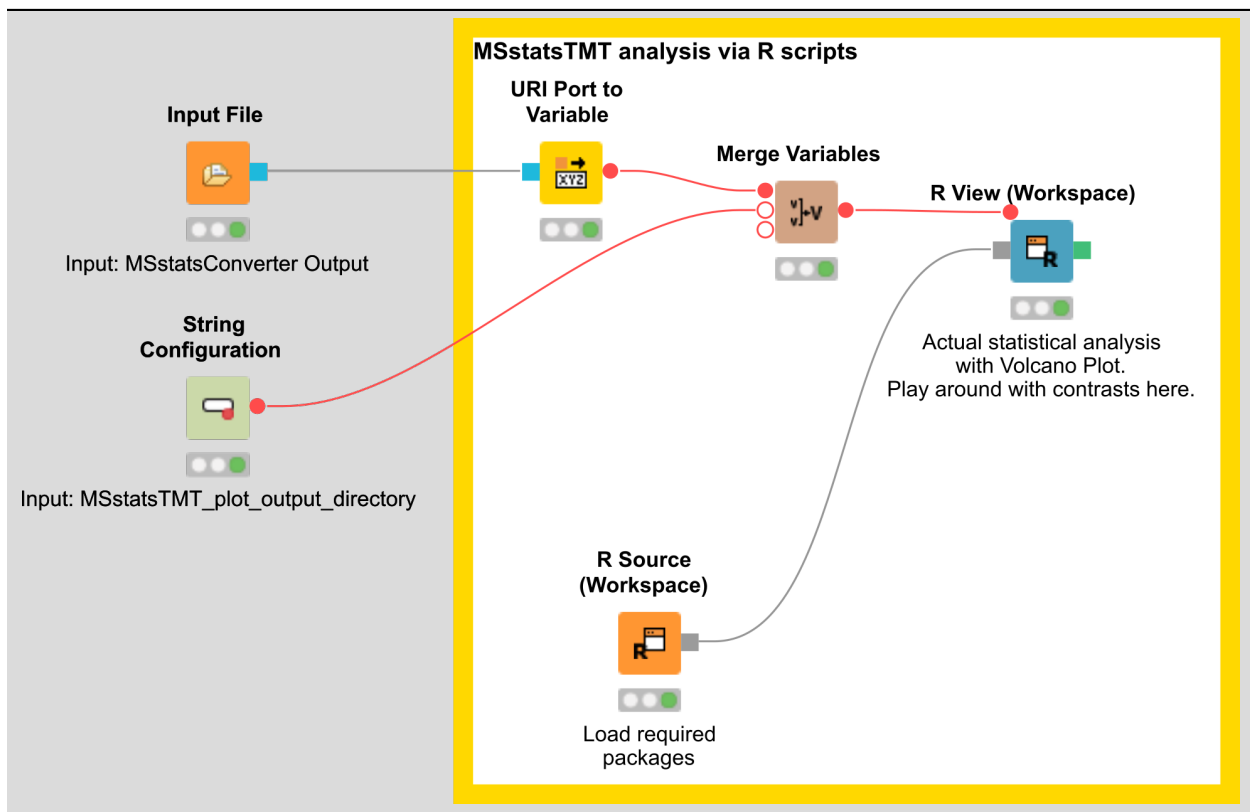 MSstatsTMT analysis via R scripts
Input File
Input: MSstatsConverter Output
URI Port to
Variable
XYZ
Merge Variables
V
V
V
R View (Workspace)
R
Actual statistical analysis
with Volcano Plot.
Play around with contrasts here.
String
Configuration
Input: MSstatsTMT_plot_output_directory
R Source
(Workspace)
R
Load required
packages